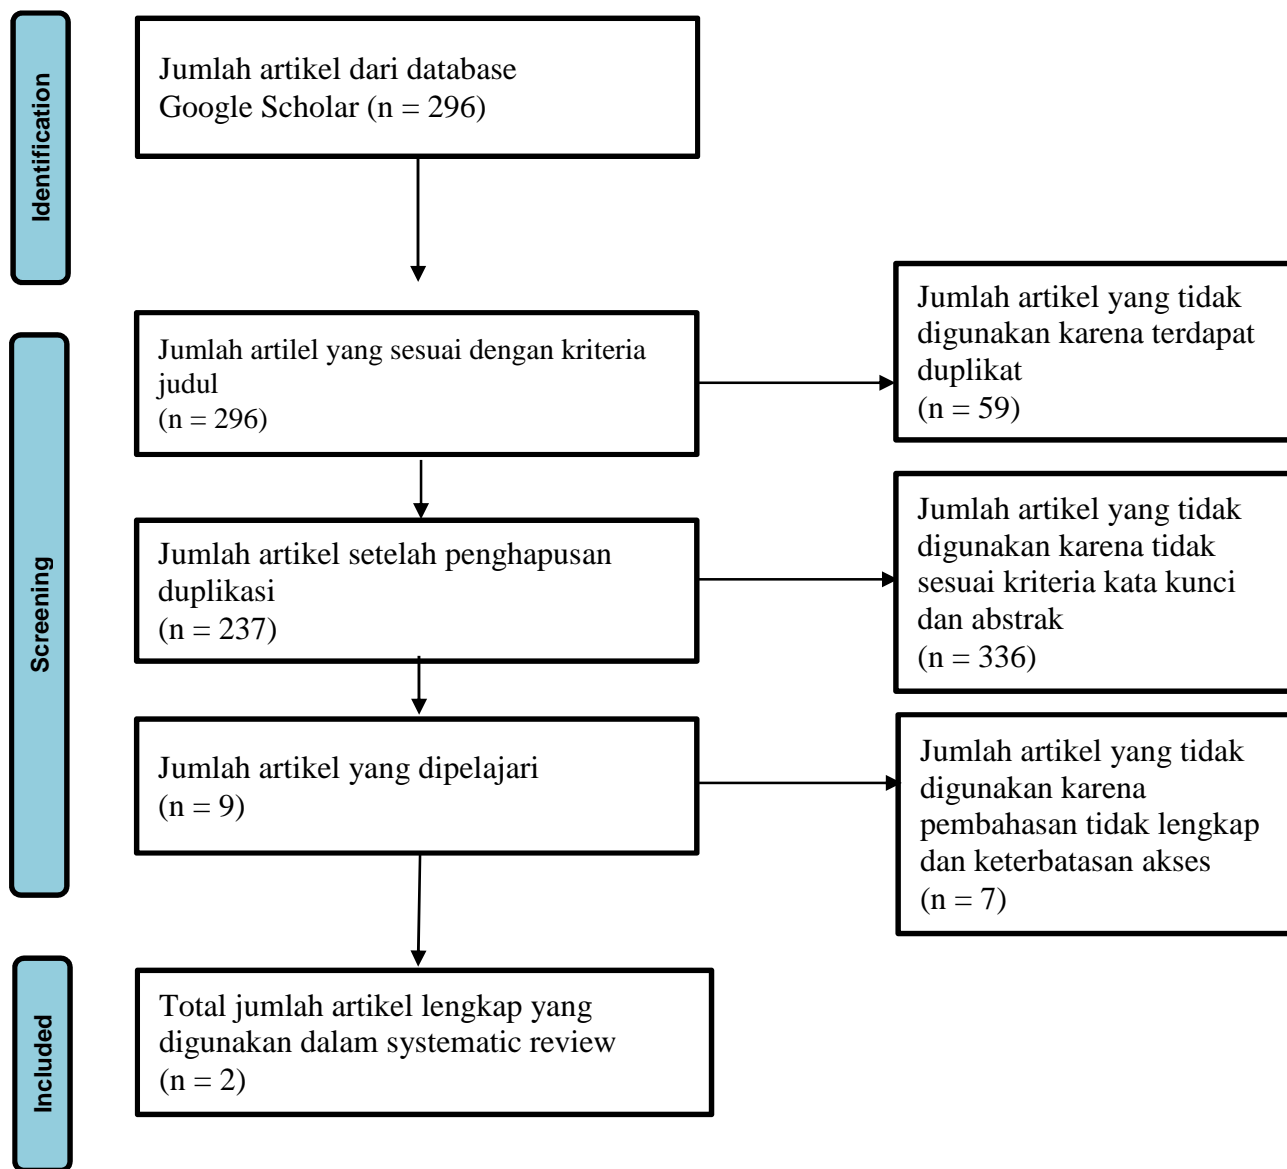 Identification
Jumlah artikel dari database
Google Scholar (n = 296)
Jumlah artilel yang sesuai dengan kriteria
judul
(n = 296)
Jumlah artikel yang tidak
digunakan karena terdapat
duplikat
(n = 59)
Screening
Jumlah artikel setelah penghapusan
duplikasi
(n = 237)
Jumlah artikel yang tidak
digunakan karena tidak
sesuai kriteria kata kunci
dan abstrak
(n = 336)
Jumlah artikel yang dipelajari
(n = 9)
Jumlah artikel yang tidak
digunakan karena
pembahasan tidak lengkap
dan keterbatasan akses
(n = 7)
Included
Total jumlah artikel lengkap yang
digunakan dalam systematic review
(n = 2)